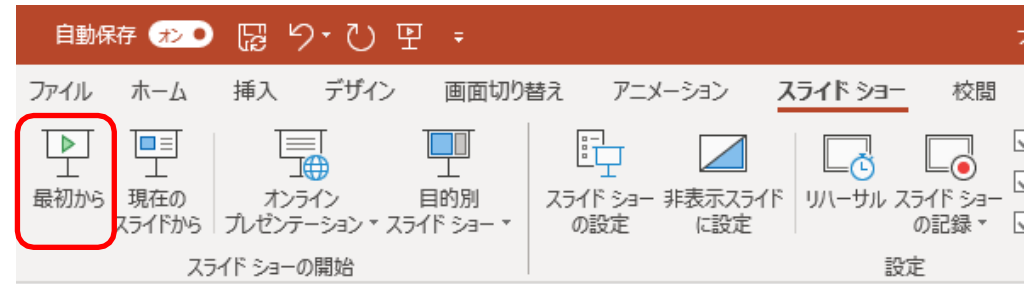 自動保存 オン
ファイル ホーム 挿入 デザイン 画面切り替え アニメーション スライド ショー 校閲
最初から 現在の オンライン 目的別 スライド ショー 非表示スライド リハーサル スライド ショー
スライドから プレゼンテーション スライド ショー の設定 に設定 の記録
スライド ショーの開始 設定